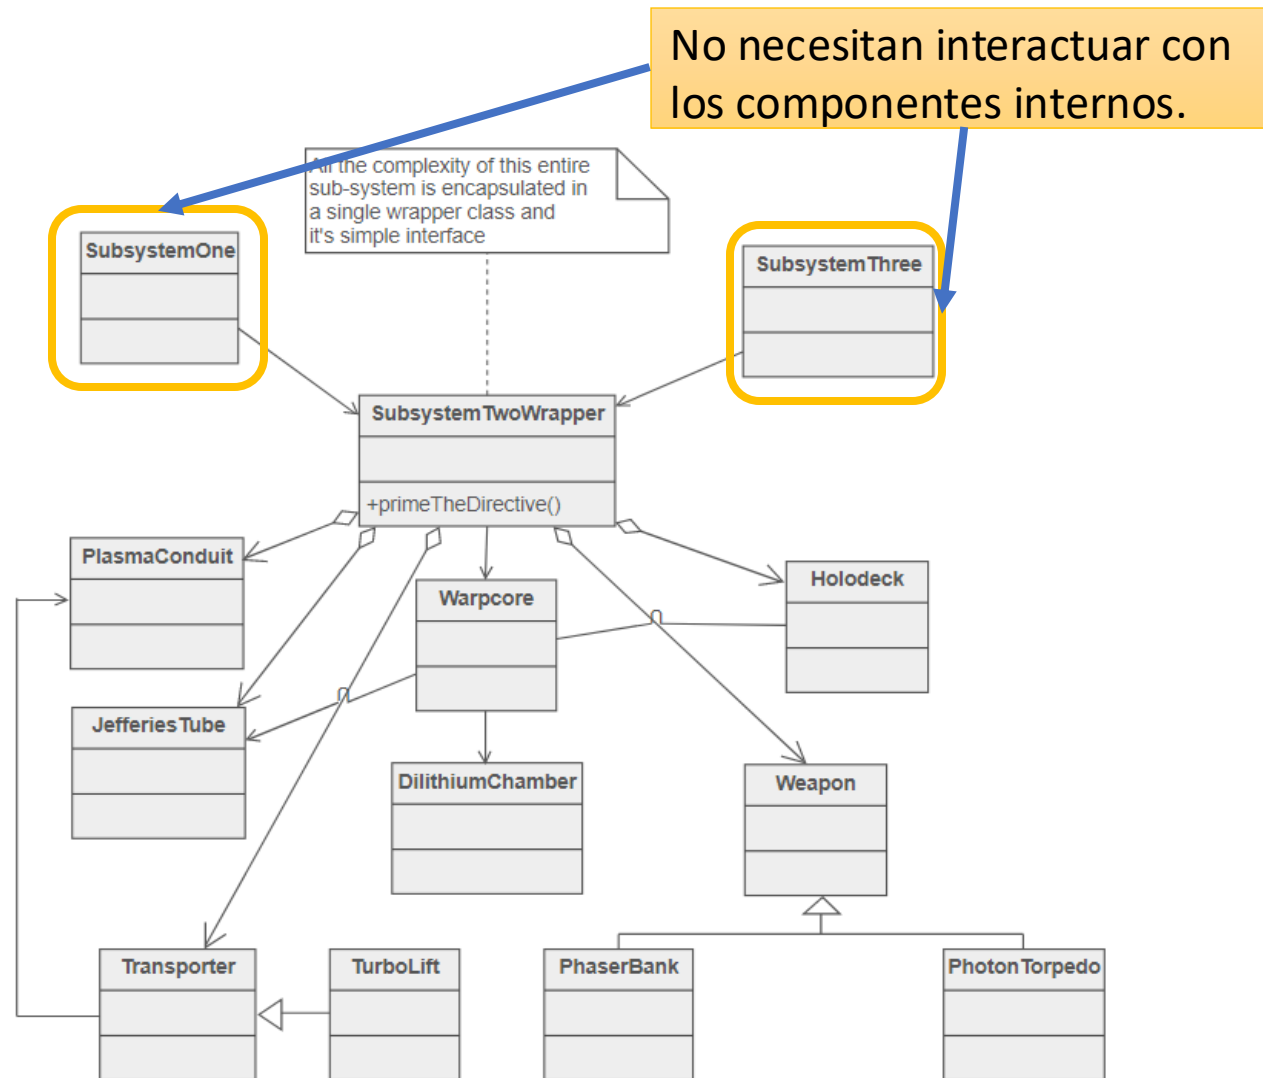 No necesitan interactuar con
los componentes internos.
All the complexity of this entire
sub-system is encapsulated in
a single wrapper class and
it's simple interface
SubsystemOne
SubsystemThree
SubsystemTwoWrapper
+primeTheDirective()
PlasmaConduit
Warpcore
Holodeck
JefferiesTube
DilithiumChamber
Weapon
Transporter
TurboLift
PhaserBank
PhotonTorpedo